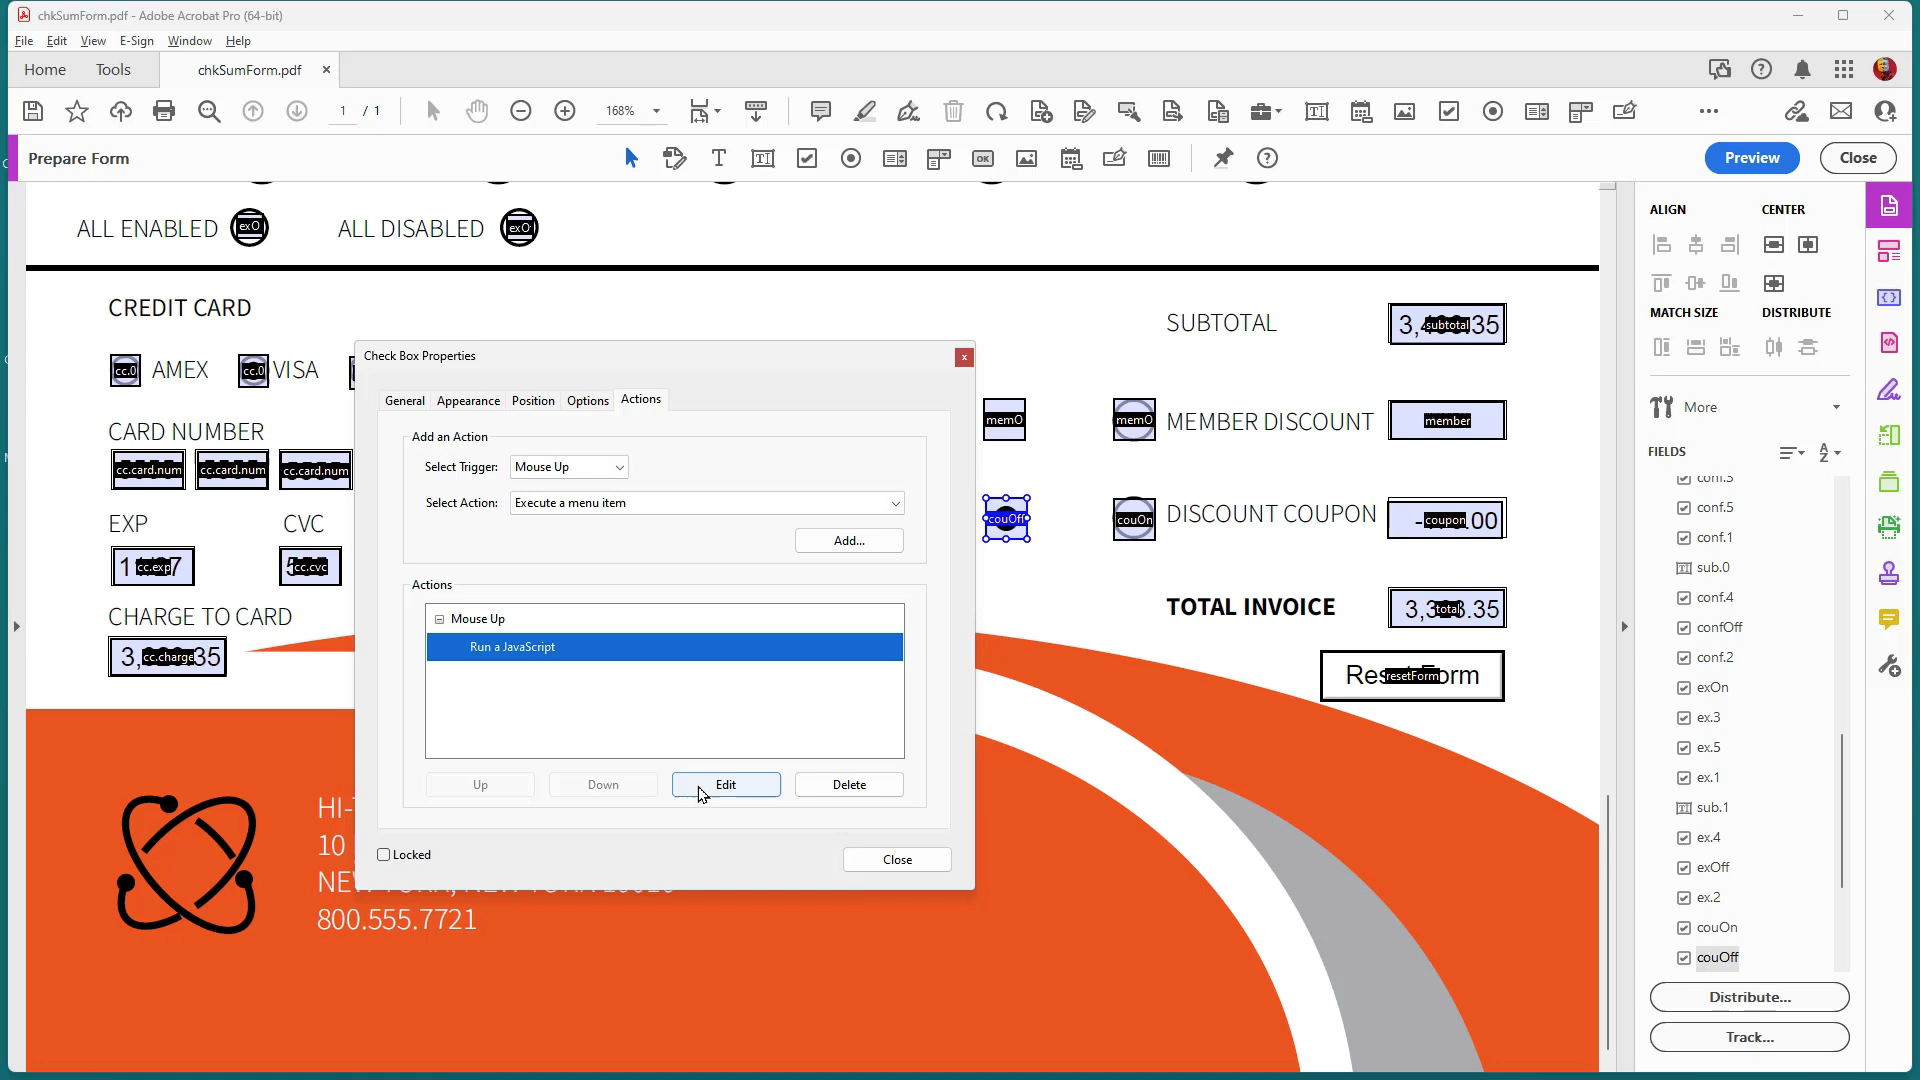 chkSumForm.pdf - Adobe Acrobat Pro (64-bit)
File Edit View E-Sign Window Help
Home Tools chkSumForm.pdf
1 / 1 168%
Prepare Form
Preview Close
ALL ENABLED exO ALL DISABLED exO
CREDIT CARD
cc.0 AMEX cc.0 VISA
CARD NUMBER
cc.card.num cc.card.num cc.card.num
EXP CVC
cc.exp cc.cvc
CHARGE TO CARD
cc.charge
HI-
10
800.555.7721
Check Box Properties
General Appearance Position Options Actions
Add an Action
Select Trigger: Mouse Up
Select Action: Execute a menu item
Add...
Actions
Mouse Up
Run a JavaScript
Up Down Edit Delete
Locked
Close
SUBTOTAL subtotal
memO memO MEMBER DISCOUNT member
couOff couOn DISCOUNT COUPON coupon
TOTAL INVOICE total
resetForm
ALIGN CENTER
MATCH SIZE DISTRIBUTE
More
FIELDS
conf.3
conf.5
conf.1
sub.0
conf.4
confOff
conf.2
exOn
ex.3
ex.5
ex.1
sub.1
ex.4
exOff
ex.2
couOn
couOff
Distribute...
Track...